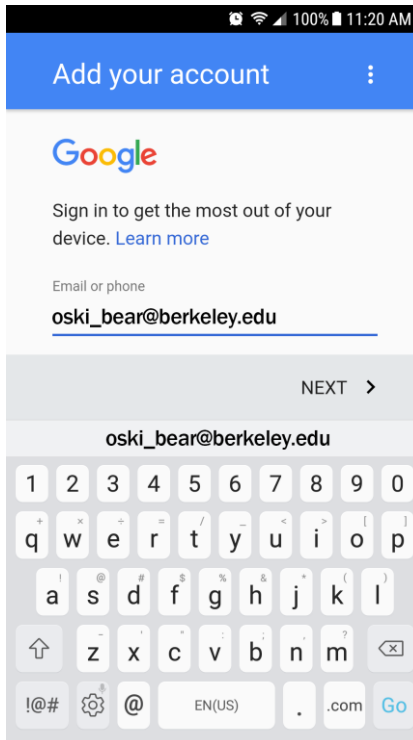 100% 11:20 AM
Add your account
Google
Sign in to get the most out of your
device. Learn more
Email or phone
oski_bear@berkeley.edu
NEXT >
oski_bear@berkeley.edu
1 2 3 4 5 6 7 8 9 0
+ × ÷ = / _ < > [ ]
q w e r t y u i o p
! @ # $ % & * ( )
a s d f g h j k l
- ' " : ; , ?
z x c v b n m
!@# @ EN(US) . .com Go